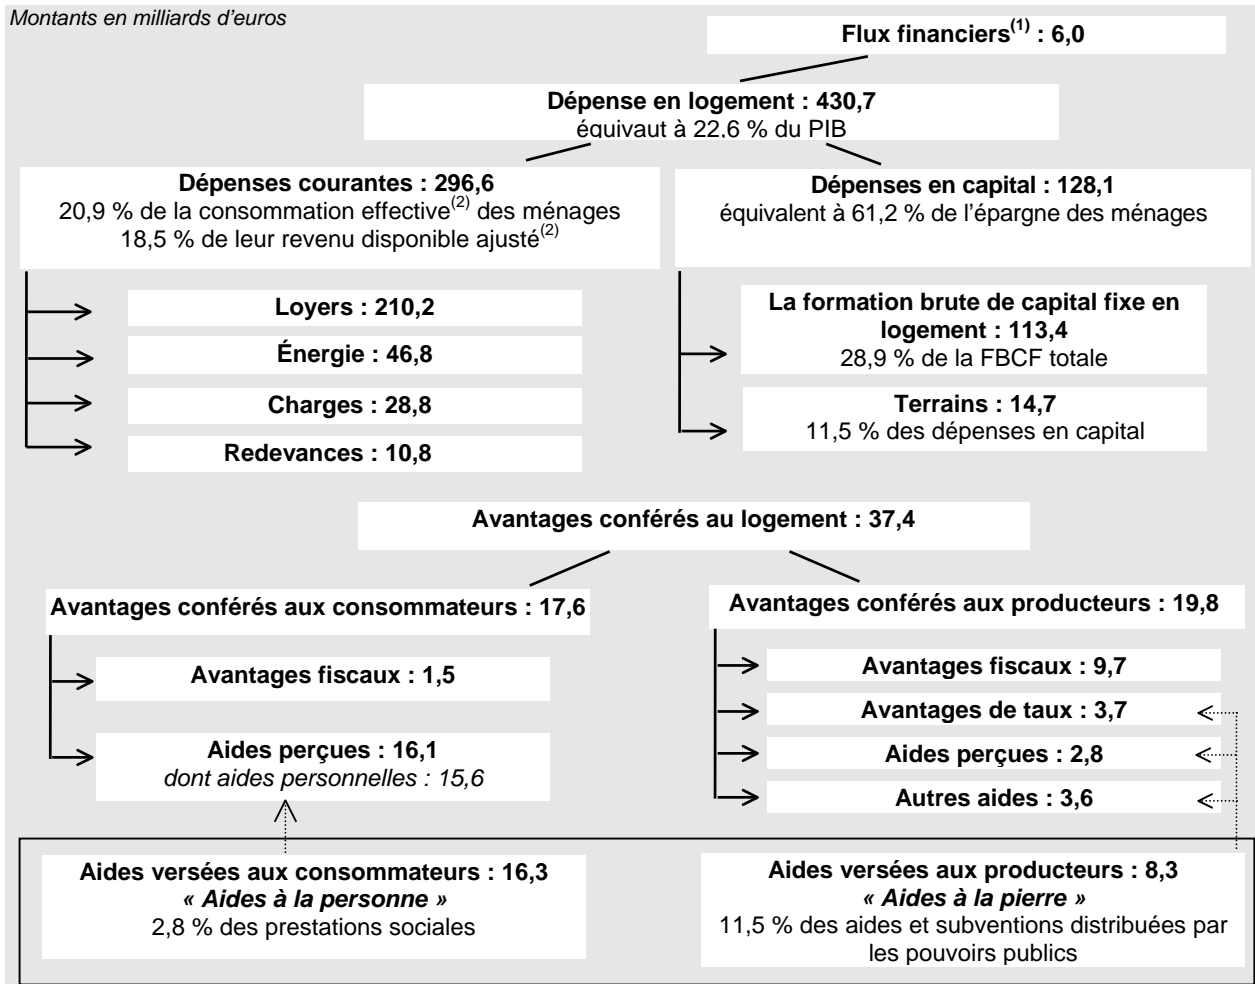 Montants en milliards d'euros
Flux financiers(1) : 6,0
Dépense en logement : 430,7
équivaut à 22,6 % du PIB
Dépenses courantes : 296,6
20,9 % de la consommation effective(2) des ménages
18,5 % de leur revenu disponible ajusté(2)
Dépenses en capital : 128,1
équivalent à 61,2 % de l'épargne des ménages
Loyers : 210,2
Énergie : 46,8
Charges : 28,8
Redevances : 10,8
La formation brute de capital fixe en
logement : 113,4
28,9 % de la FBCF totale
Terrains : 14,7
11,5 % des dépenses en capital
Avantages conférés au logement : 37,4
Avantages conférés aux consommateurs : 17,6
Avantages fiscaux : 1,5
Aides perçues : 16,1
dont aides personnelles : 15,6
Avantages conférés aux producteurs : 19,8
Avantages fiscaux : 9,7
Avantages de taux : 3,7
Aides perçues : 2,8
Autres aides : 3,6
Aides versées aux consommateurs : 16,3
« Aides à la personne »
2,8 % des prestations sociales
Aides versées aux producteurs : 8,3
« Aides à la pierre »
11,5 % des aides et subventions distribuées par
les pouvoirs publics